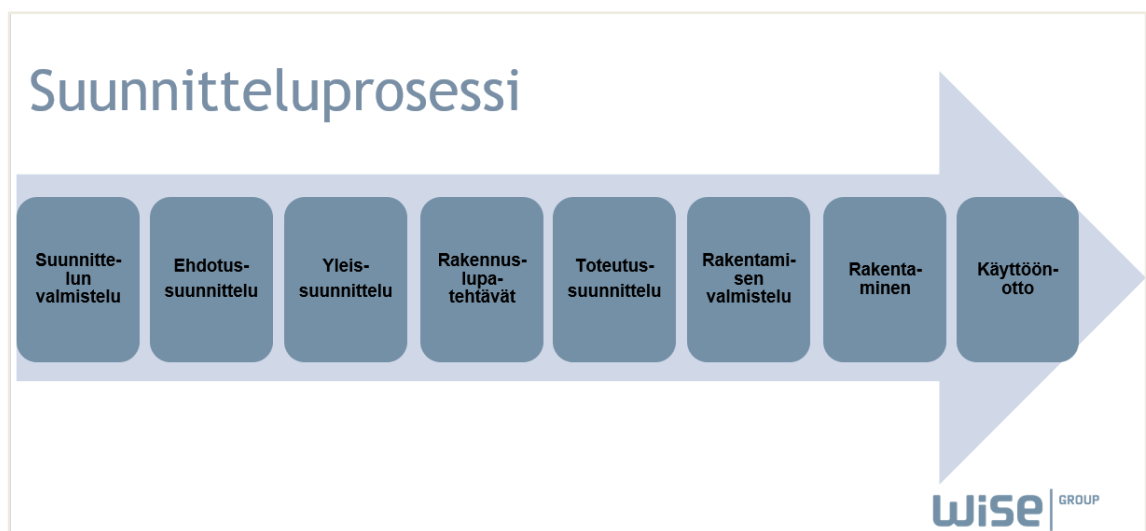 Suunnitteluprosessi
Suunnitte-
lun
valmistelu
Ehdotus-
suunnittelu
Yleis-
suunnittelu
Rakennus-
lupa-
tehtävät
Toteutus-
suunnittelu
Rakentami-
sen
valmistelu
Rakenta-
minen
Käyttöön-
otto
wise GROUP